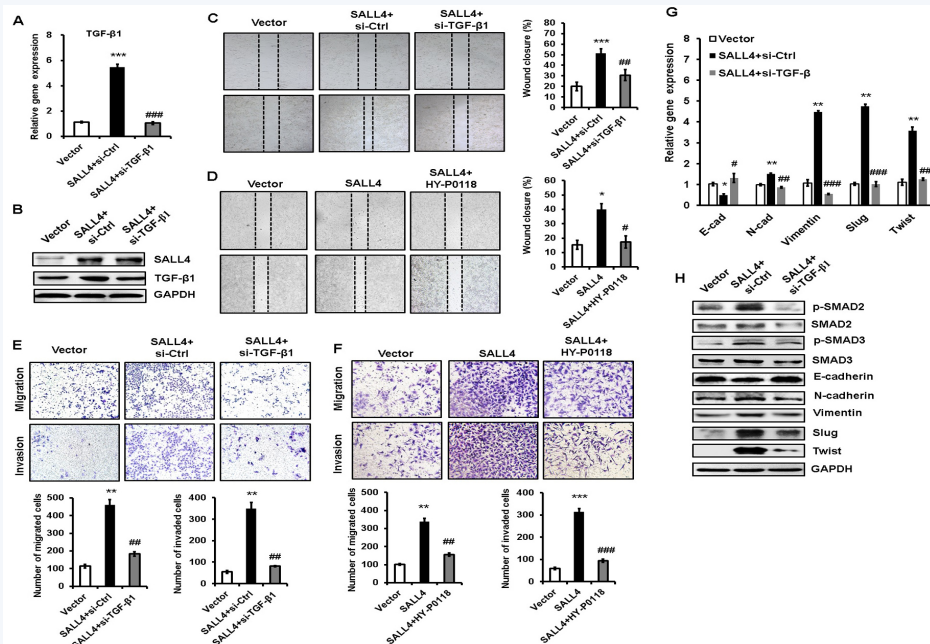 A
TGF-β1
Relative gene expression
7
6
5
4
3
2
1
0
***
###
Vector
SALL4+si-Ctrl
SALL4+si-TGF-β1
B
Vector
SALL4+
si-Ctrl
SALL4+
si-TGF-β1
SALL4
TGF-β1
GAPDH
C
Vector
SALL4+
si-Ctrl
SALL4+
si-TGF-β1
Wound closure (%)
80
70
60
50
40
30
20
10
0
***
##
Vector
SALL4+si-Ctrl
SALL4+si-TGF-β1
D
Vector
SALL4
SALL4+
HY-P0118
Wound closure (%)
60
50
40
30
20
10
0
*
#
Vector
SALL4
SALL4+HY-P0118
E
Vector
SALL4+
si-Ctrl
SALL4+
si-TGF-β1
Migration
Invasion
Number of migrated cells
500
400
300
200
100
0
**
##
Vector
SALL4+si-Ctrl
SALL4+si-TGF-β1
Number of invaded cells
400
320
240
160
80
0
**
##
Vector
SALL4+si-Ctrl
SALL4+si-TGF-β1
F
Vector
SALL4
SALL4+
HY-P0118
Migration
Invasion
Number of migrated cells
500
400
300
200
100
0
**
##
Vector
SALL4
SALL4+HY-P0118
Number of invaded cells
400
300
200
100
0
***
###
Vector
SALL4
SALL4+HY-P0118
G
Vector
SALL4+si-Ctrl
SALL4+si-TGF-β
Relative gene expression
8
7
6
5
4
3
2
1
0
*
#
**
##
**
###
**
###
**
##
E-cad
N-cad
Vimentin
Slug
Twist
H
Vector
SALL4+
si-Ctrl
SALL4+
si-TGF-β1
p-SMAD2
SMAD2
p-SMAD3
SMAD3
E-cadherin
N-cadherin
Vimentin
Slug
Twist
GAPDH